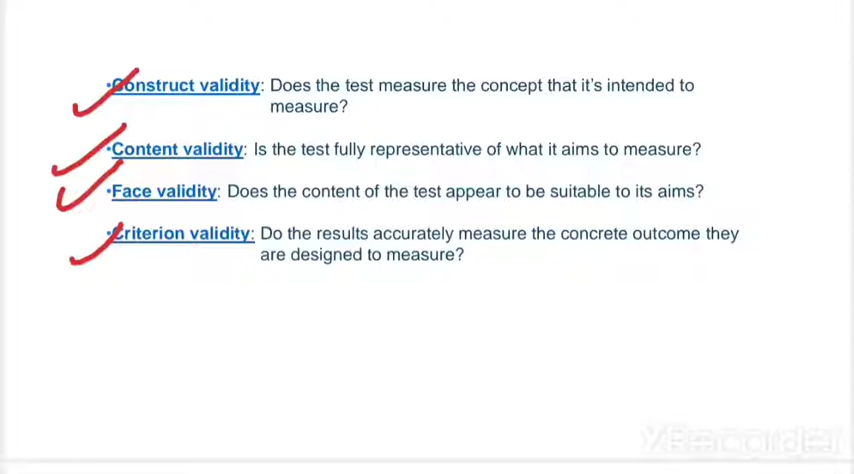 •Construct validity: Does the test measure the concept that it's intended to
measure?
•Content validity: Is the test fully representative of what it aims to measure?
•Face validity: Does the content of the test appear to be suitable to its aims?
•Criterion validity: Do the results accurately measure the concrete outcome they
are designed to measure?
XRecorder